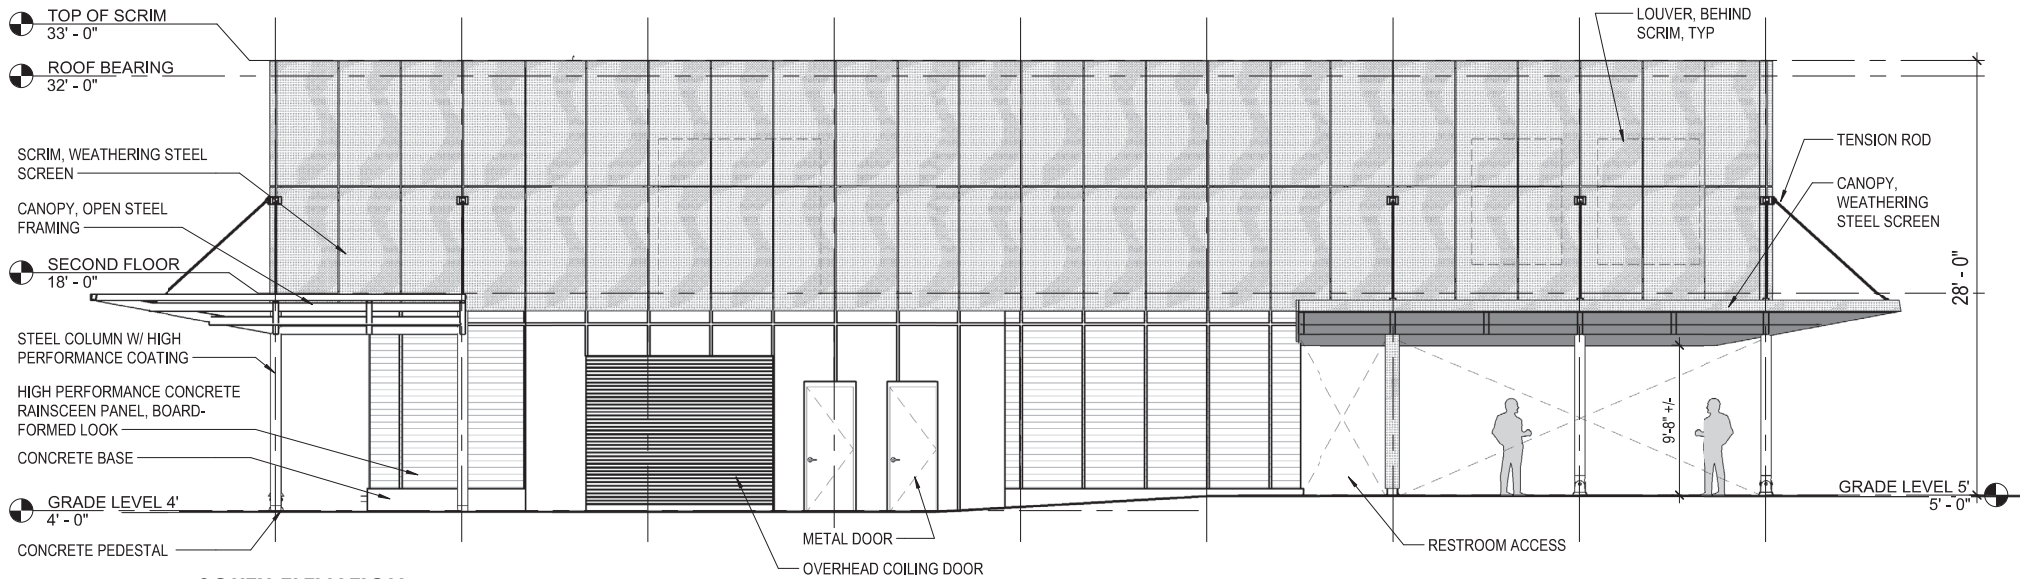 TOP OF SCRIM
33' - 0"
ROOF BEARING
32' - 0"
SCRIM, WEATHERING STEEL
SCREEN
CANOPY, OPEN STEEL
FRAMING
SECOND FLOOR
18' - 0"
STEEL COLUMN W/ HIGH
PERFORMANCE COATING
HIGH PERFORMANCE CONCRETE
RAINSCEEN PANEL, BOARD-
FORMED LOOK
CONCRETE BASE
GRADE LEVEL 4'
4' - 0"
CONCRETE PEDESTAL
METAL DOOR
OVERHEAD COILING DOOR
LOUVER, BEHIND
SCRIM, TYP
TENSION ROD
CANOPY,
WEATHERING
STEEL SCREEN
28' - 0"
9'-8" +/-
GRADE LEVEL 5'
5' - 0"
RESTROOM ACCESS